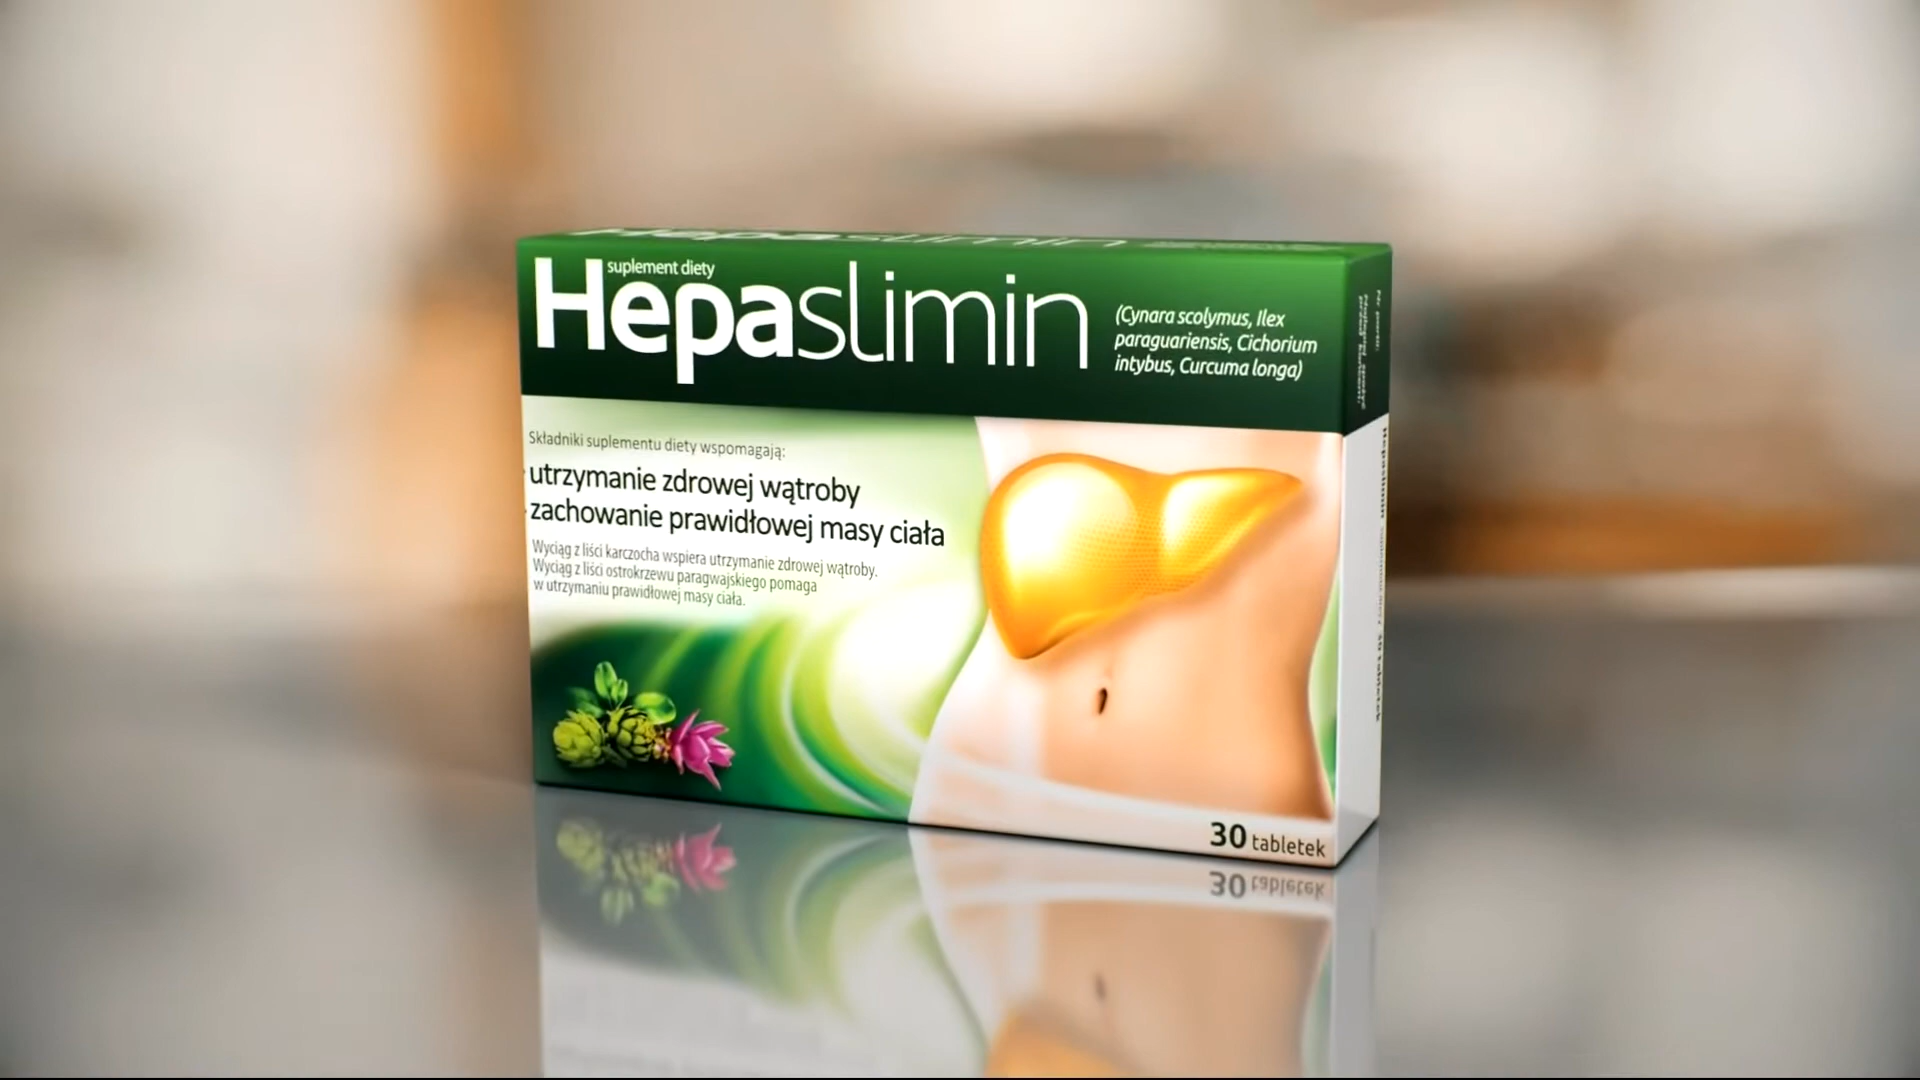 suplement diety
Hepaslimin
(Cynara scolymus, Ilex
paraguariensis, Cichorium
intybus, Curcuma longa)
Składniki suplementu diety wspomagają:
utrzymanie zdrowej wątroby
zachowanie prawidłowej masy ciała
Wyciąg z liści karczocha wspiera utrzymanie zdrowej wątroby.
Wyciąg z liści ostrokrzewu paragwajskiego pomaga
w utrzymaniu prawidłowej masy ciała.
30 tabletek